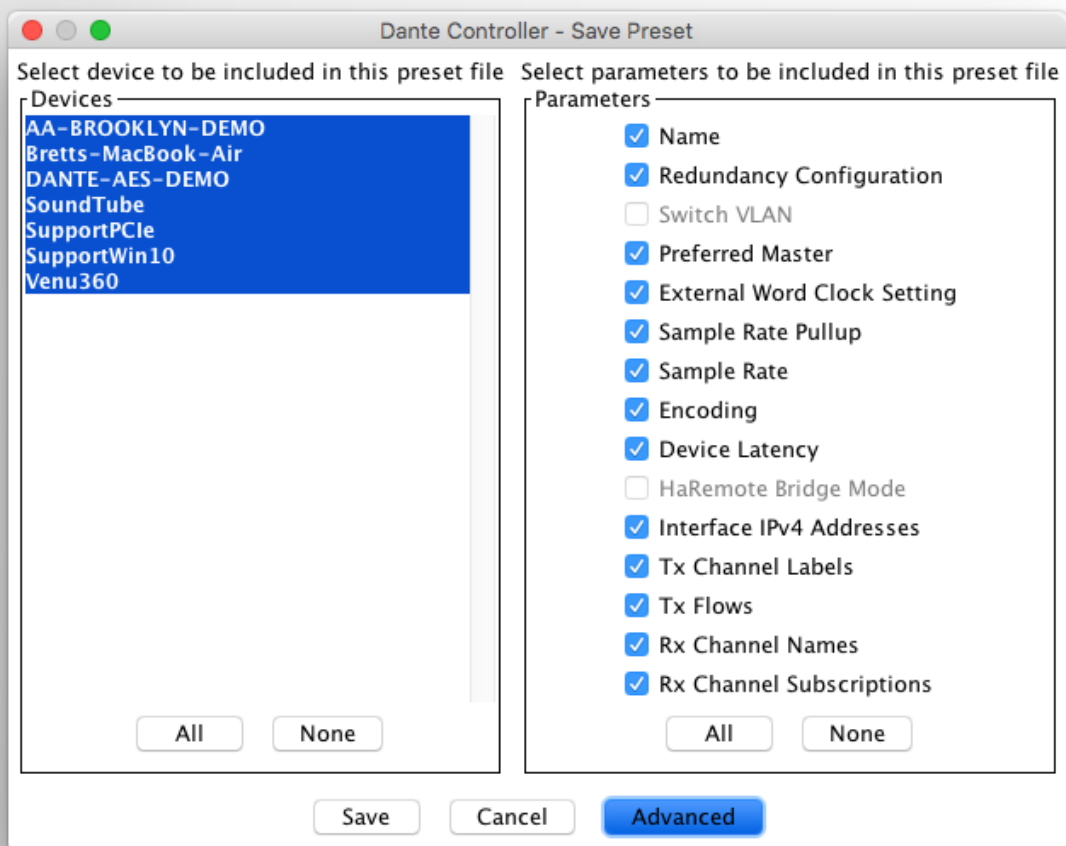 Dante Controller - Save Preset
Select device to be included in this preset file
Devices
AA-BROOKLYN-DEMO
Bretts-MacBook-Air
DANTE-AES-DEMO
SoundTube
SupportPCIe
SupportWin10
Venu360
All None
Select parameters to be included in this preset file
Parameters
Name
Redundancy Configuration
Switch VLAN
Preferred Master
External Word Clock Setting
Sample Rate Pullup
Sample Rate
Encoding
Device Latency
HaRemote Bridge Mode
Interface IPv4 Addresses
Tx Channel Labels
Tx Flows
Rx Channel Names
Rx Channel Subscriptions
All None
Save Cancel Advanced